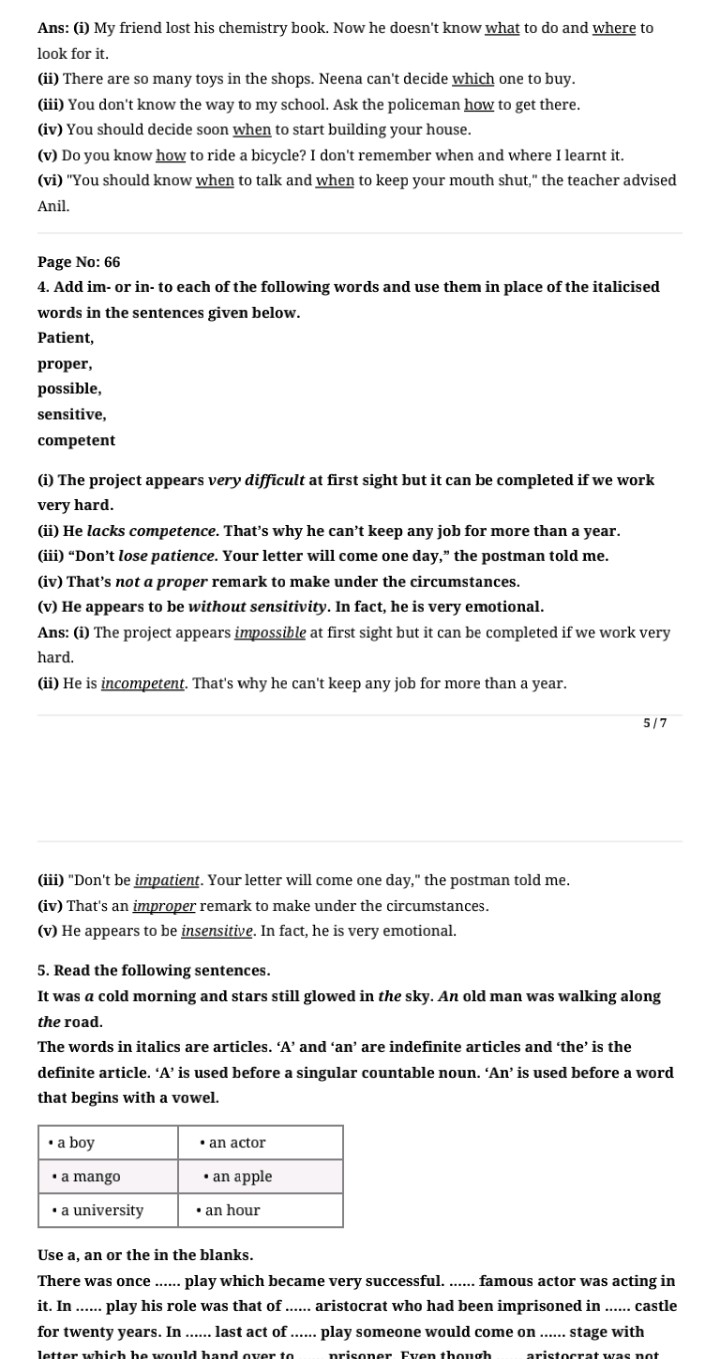 Ans: (i) My friend lost his chemistry book. Now he doesn't know what to do and where to
look for it.
(ii) There are so many toys in the shops. Neena can't decide which one to buy.
(iii) You don't know the way to my school. Ask the policeman how to get there.
(iv) You should decide soon when to start building your house.
(v) Do you know how to ride a bicycle? I don't remember when and where I learnt it.
(vi) "You should know when to talk and when to keep your mouth shut," the teacher advised
Anil.
Page No: 66
4. Add im- or in- to each of the following words and use them in place of the italicised
words in the sentences given below.
Patient,
proper,
possible,
sensitive,
competent
(i) The project appears very difficult at first sight but it can be completed if we work
very hard.
(ii) He lacks competence. That’s why he can’t keep any job for more than a year.
(iii) “Don’t lose patience. Your letter will come one day,” the postman told me.
(iv) That’s not a proper remark to make under the circumstances.
(v) He appears to be without sensitivity. In fact, he is very emotional.
Ans: (i) The project appears impossible at first sight but it can be completed if we work very
hard.
(ii) He is incompetent. That's why he can't keep any job for more than a year.
5 / 7
(iii) "Don't be impatient. Your letter will come one day," the postman told me.
(iv) That's an improper remark to make under the circumstances.
(v) He appears to be insensitive. In fact, he is very emotional.
5. Read the following sentences.
It was a cold morning and stars still glowed in the sky. An old man was walking along
the road.
The words in italics are articles. ‘A’ and ‘an’ are indefinite articles and ‘the’ is the
definite article. ‘A’ is used before a singular countable noun. ‘An’ is used before a word
that begins with a vowel.
• a boy • an actor
• a mango • an apple
• a university • an hour
Use a, an or the in the blanks.
There was once ...... play which became very successful. ...... famous actor was acting in
it. In ...... play his role was that of ...... aristocrat who had been imprisoned in ...... castle
for twenty years. In ...... last act of ...... play someone would come on ...... stage with
letter which he would hand over to ...... prisoner. Even though ...... aristocrat was not